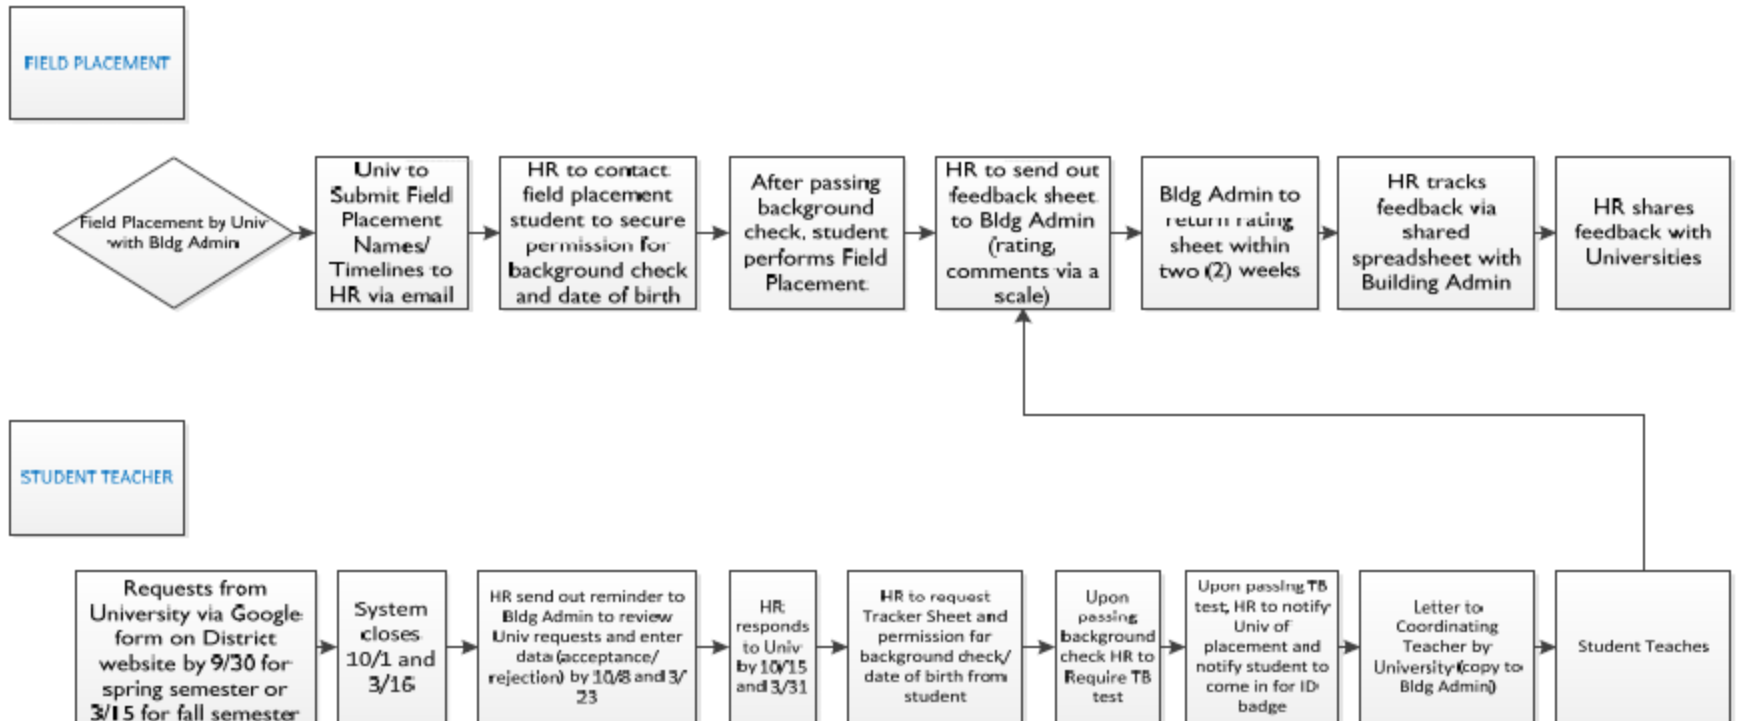 FIELD PLACEMENT
Field Placement by Univ
with Bldg Admin
Univ to
Submit Field
Placement
Names/
Timelines to
HR via email
HR to contact
field placement
student to secure
permission for
background check
and date of birth
After passing
background
check, student
performs Field
Placement
HR to send out
feedback sheet
to Bldg Admin
(rating,
comments via a
scale)
Bldg Admin to
return rating
sheet within
two (2) weeks
HR tracks
feedback via
shared
spreadsheet with
Building Admin
HR shares
feedback with
Universities
STUDENT TEACHER
Requests from
University via Google
form on District
website by 9/30 for
spring semester or
3/15 for fall semester
System
closes
10/1 and
3/16
HR send out reminder to
Bldg Admin to review
Univ requests and enter
data (acceptance/
rejection) by 10/8 and 3/
23
HR
responds
to Univ
by 10/15
and 3/31
HR to request
Tracker Sheet and
permission for
background check/
date of birth from
student
Upon
passing
background
check HR to
Require TB
test
Upon passing TB
test, HR to notify
Univ of
placement and
notify student to
come in for ID
badge
Letter to
Coordinating
Teacher by
University (copy to
Bldg Admin)
Student Teaches